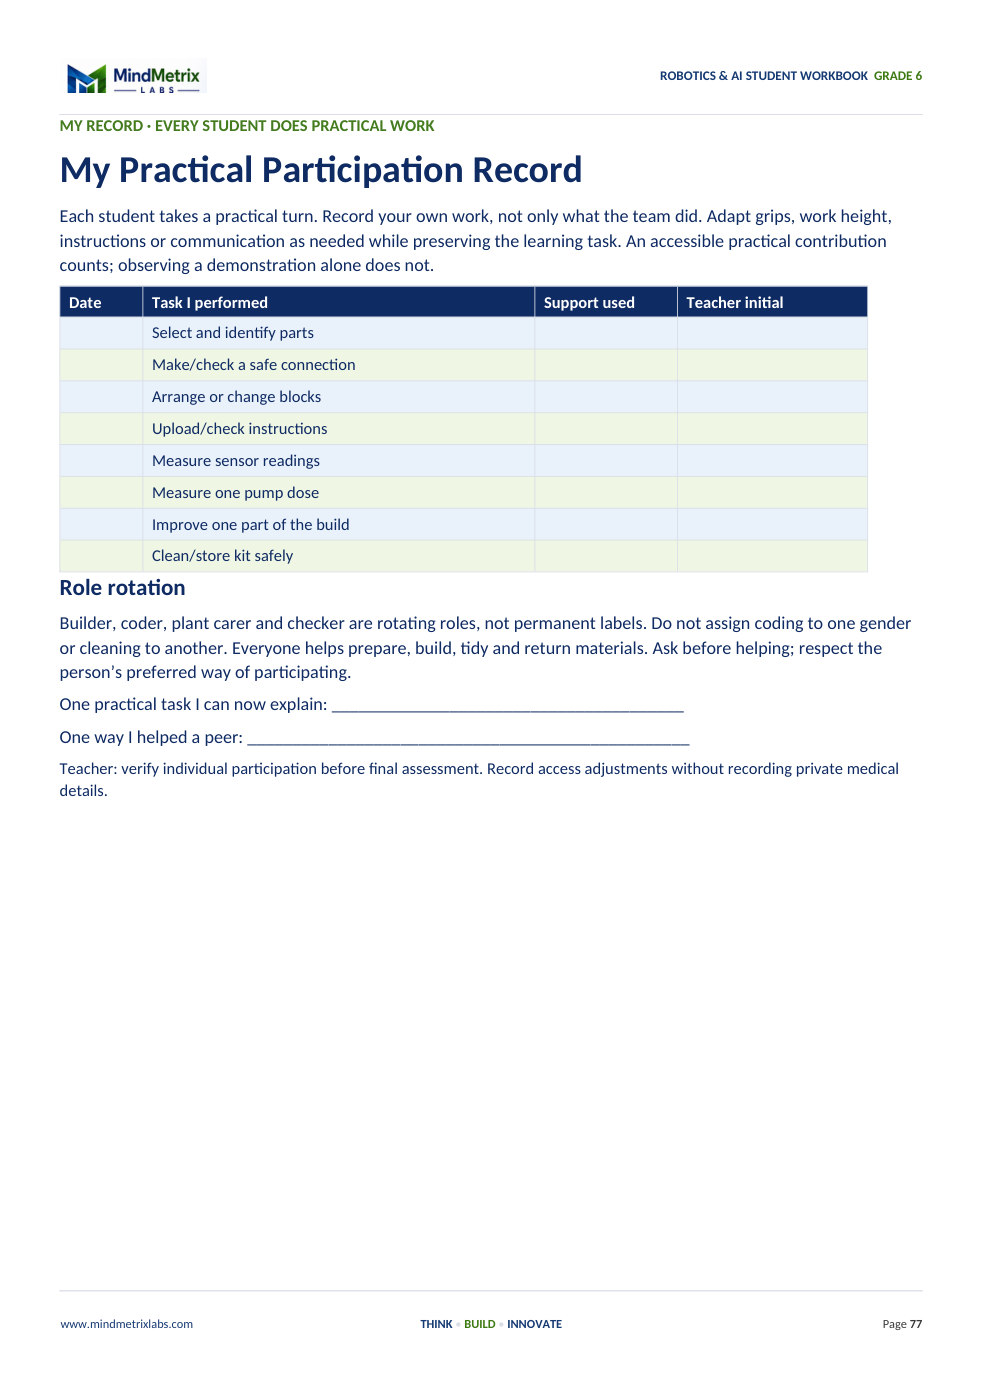 MindMetrix
LABS
ROBOTICS & AI STUDENT WORKBOOK GRADE 6
MY RECORD · EVERY STUDENT DOES PRACTICAL WORK
My Practical Participation Record
Each student takes a practical turn. Record your own work, not only what the team did. Adapt grips, work height,
instructions or communication as needed while preserving the learning task. An accessible practical contribution
counts; observing a demonstration alone does not.
Date Task I performed Support used Teacher initial
Select and identify parts
Make/check a safe connection
Arrange or change blocks
Upload/check instructions
Measure sensor readings
Measure one pump dose
Improve one part of the build
Clean/store kit safely
Role rotation
Builder, coder, plant carer and checker are rotating roles, not permanent labels. Do not assign coding to one gender
or cleaning to another. Everyone helps prepare, build, tidy and return materials. Ask before helping; respect the
person’s preferred way of participating.
One practical task I can now explain: _______________________________________
One way I helped a peer: _________________________________________________
Teacher: verify individual participation before final assessment. Record access adjustments without recording private medical
details.
www.mindmetrixlabs.com THINK • BUILD • INNOVATE Page 77